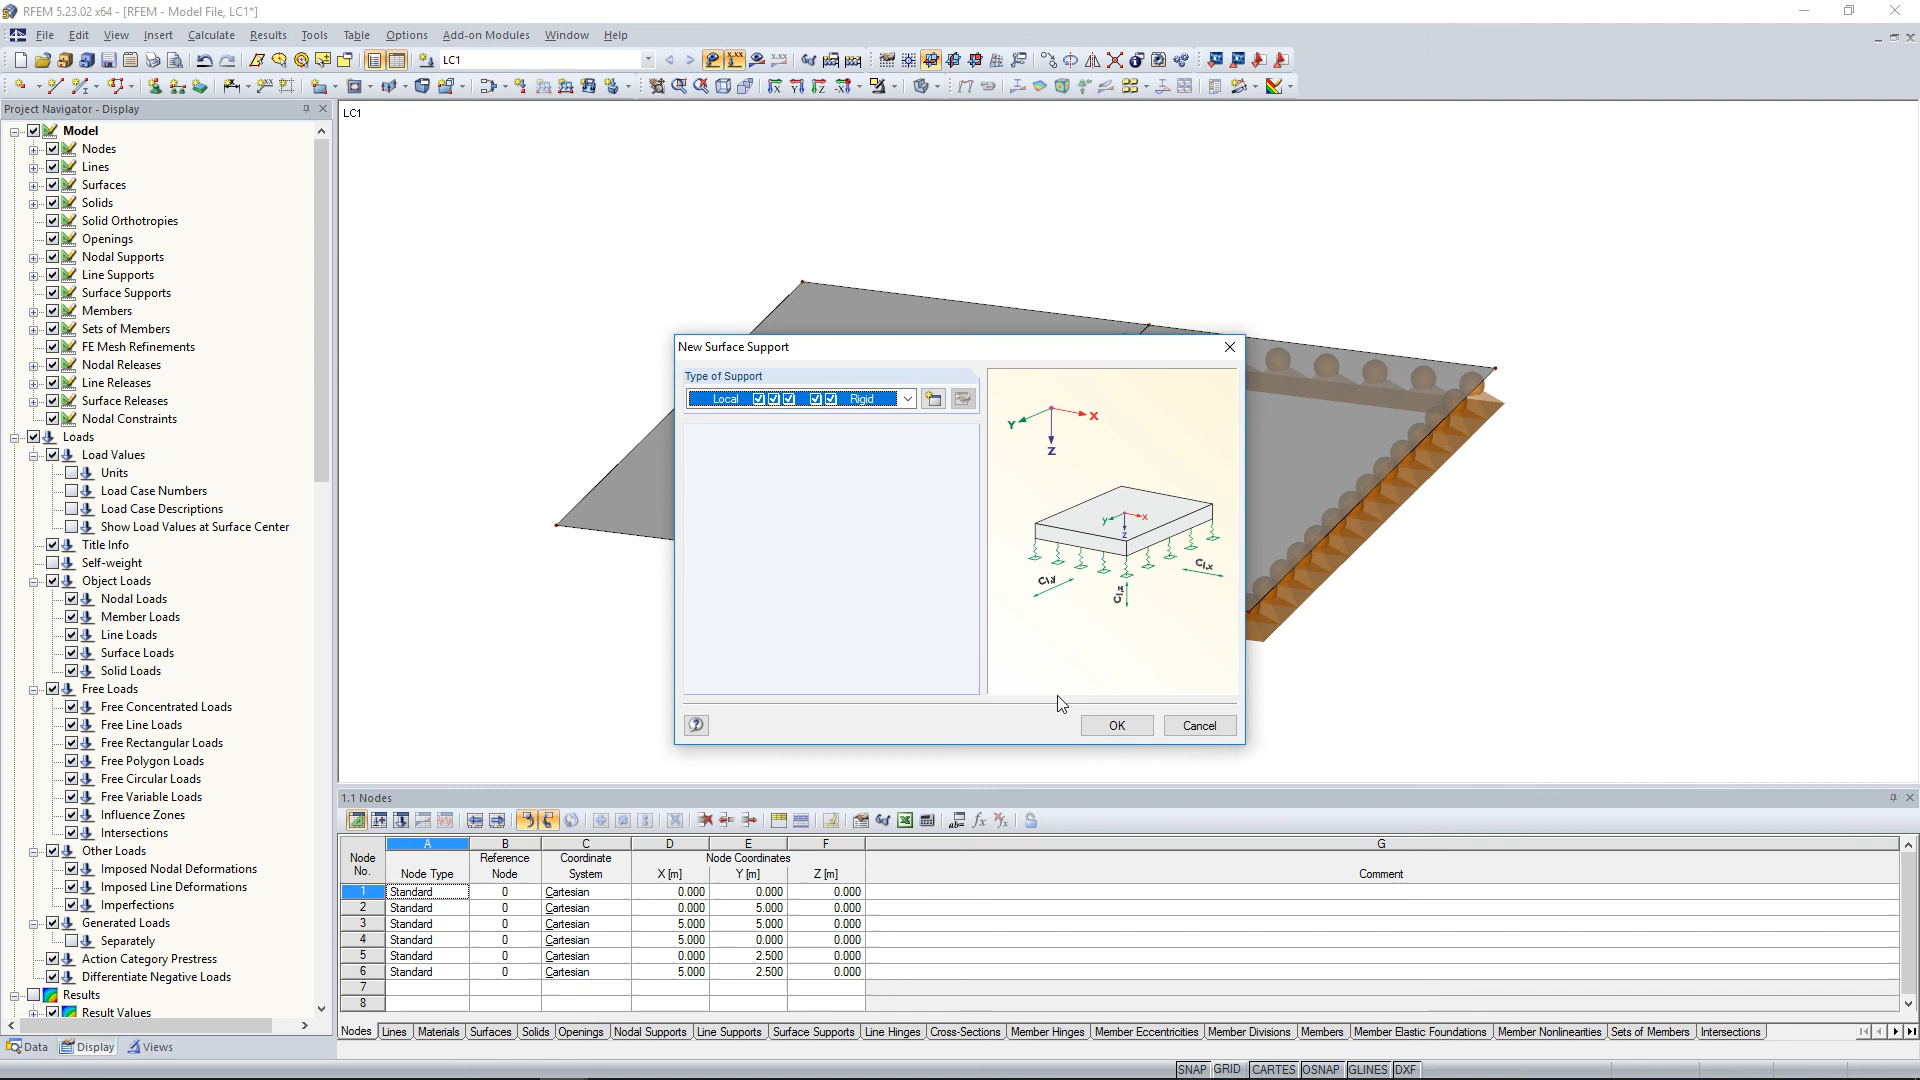 RFEM 5.23.02 x64 - [RFEM - Model File, LC1*]
File Edit View Insert Calculate Results Tools Table Options Add-on Modules Window Help
LC1
Project Navigator - Display
LC1
Model
Nodes
Lines
Surfaces
Solids
Solid Orthotropies
Openings
Nodal Supports
Line Supports
Surface Supports
Members
Sets of Members
FE Mesh Refinements
Nodal Releases
Line Releases
Surface Releases
Nodal Constraints
Loads
Load Values
Units
Load Case Numbers
Load Case Descriptions
Show Load Values at Surface Center
Title Info
Self-weight
Object Loads
Nodal Loads
Member Loads
Line Loads
Surface Loads
Solid Loads
Free Loads
Free Concentrated Loads
Free Line Loads
Free Rectangular Loads
Free Polygon Loads
Free Circular Loads
Free Variable Loads
Influence Zones
Intersections
Other Loads
Imposed Nodal Deformations
Imposed Line Deformations
Imperfections
Generated Loads
Separately
Action Category Prestress
Differentiate Negative Loads
Results
Result Values
Data Display Views
New Surface Support
Type of Support
Local Rigid
X
Y
Z
x
y
z
C1,x
OK Cancel
1.1 Nodes
A B C D E F G
Node Reference Coordinate Node Coordinates
No. Node Type Node System X [m] Y [m] Z [m] Comment
1 Standard 0 Cartesian 0.000 0.000 0.000
2 Standard 0 Cartesian 0.000 5.000 0.000
3 Standard 0 Cartesian 5.000 5.000 0.000
4 Standard 0 Cartesian 5.000 0.000 0.000
5 Standard 0 Cartesian 0.000 2.500 0.000
6 Standard 0 Cartesian 5.000 2.500 0.000
7
8
Nodes Lines Materials Surfaces Solids Openings Nodal Supports Line Supports Surface Supports Line Hinges Cross-Sections Member Hinges Member Eccentricities Member Divisions Members Member Elastic Foundations Member Nonlinearities Sets of Members Intersections
SNAP GRID CARTES OSNAP GLINES DXF